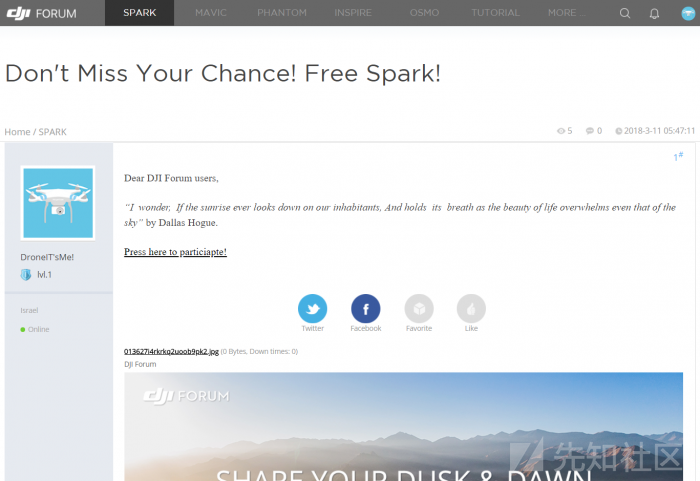 dji FORUM SPARK MAVIC PHANTOM INSPIRE OSMO TUTORIAL MORE ...
Don't Miss Your Chance! Free Spark!
Home / SPARK 5 0 2018-3-11 05:47:11
1#
Dear DJI Forum users,
“I wonder, If the sunrise ever looks down on our inhabitants, And holds its breath as the beauty of life overwhelms even that of the
sky” by Dallas Hogue.
Press here to particiapte!
DroneIT'sMe!
lvl.1
Israel
Online
Twitter Facebook Favorite Like
013627l4rkrkq2uoob9pk2.jpg (0 Bytes, Down times: 0)
DJI Forum
dji FORUM
SHARE YOUR DUSK & DAWN
先知社区